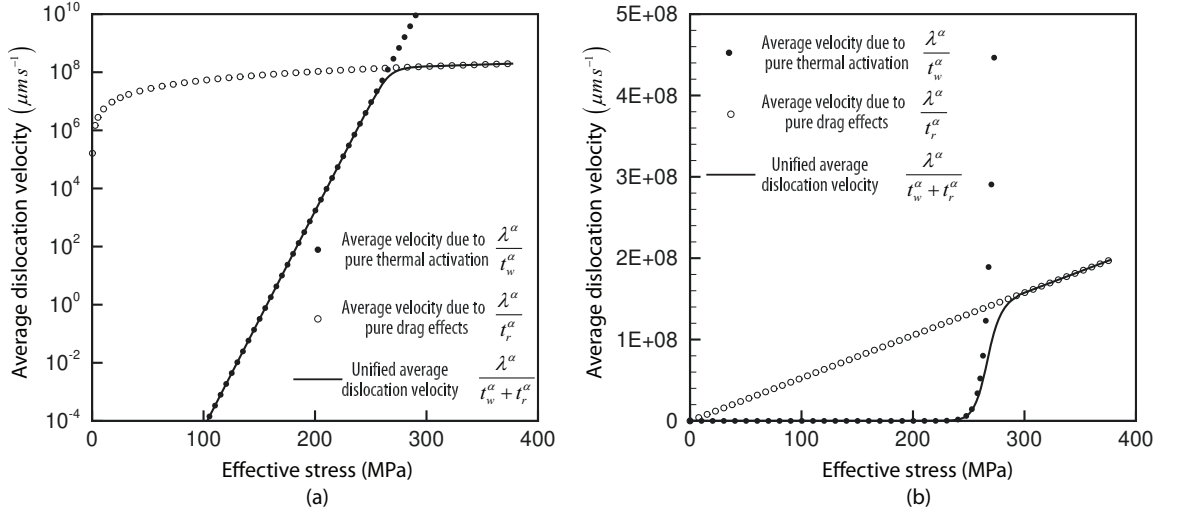 10^{10}
10^{8}
10^{6}
10^{4}
10^{2}
10^{0}
10^{-2}
10^{-4}
Average dislocation velocity (μm s^{-1})
Average velocity due to pure thermal activation λ^α / t_w^α
Average velocity due to pure drag effects λ^α / t_r^α
Unified average dislocation velocity λ^α / t_w^α + t_r^α
0 100 200 300 400
Effective stress (MPa)
(a)
5E+08
4E+08
3E+08
2E+08
1E+08
0
Average dislocation velocity (μm s^{-1})
Average velocity due to pure thermal activation λ^α / t_w^α
Average velocity due to pure drag effects λ^α / t_r^α
Unified average dislocation velocity λ^α / t_w^α + t_r^α
0 100 200 300 400
Effective stress (MPa)
(b)